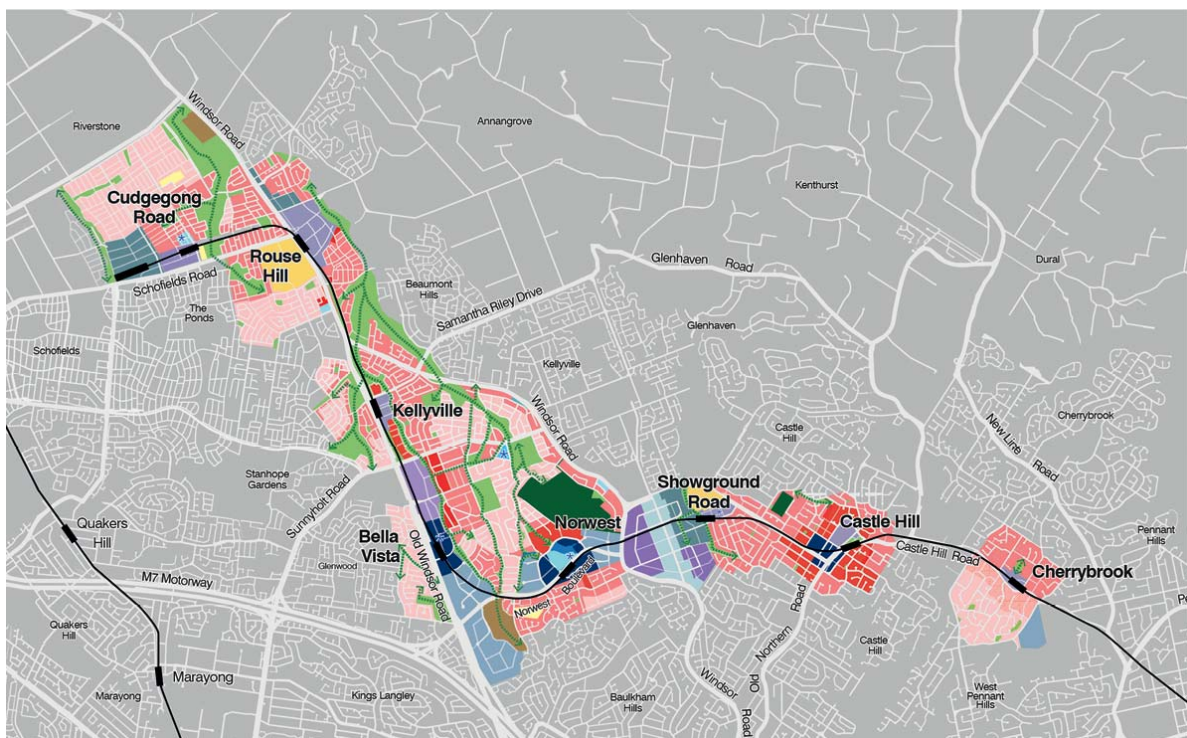 Riverstone
Windsor Road
Annangrove
Kenthurst
Cudgegong
Road
Rouse
Hill
Schofields Road
The
Ponds
Beaumont
Hills
Samantha Riley Drive
Glenhaven Road
Dural
Glenhaven
Schofields
Kellyville
Kellyville
Windsor Road
Castle
Hill
New Line Road
Cherrybrook
Stanhope
Gardens
Sunnyholt Road
Showground
Road
Quakers
Hill
Bella
Vista
Old Windsor Road
Norwest
Castle Hill
Castle Hill Road
Pennant
Hills
Glenwood
M7 Motorway
Norwest Boulevard
Cherrybrook
Quakers
Hill
Marayong
Marayong
Kings Langley
Baulkham
Hills
Windsor Road
Old Northern Road
Castle
Hill
West
Pennant
Hills